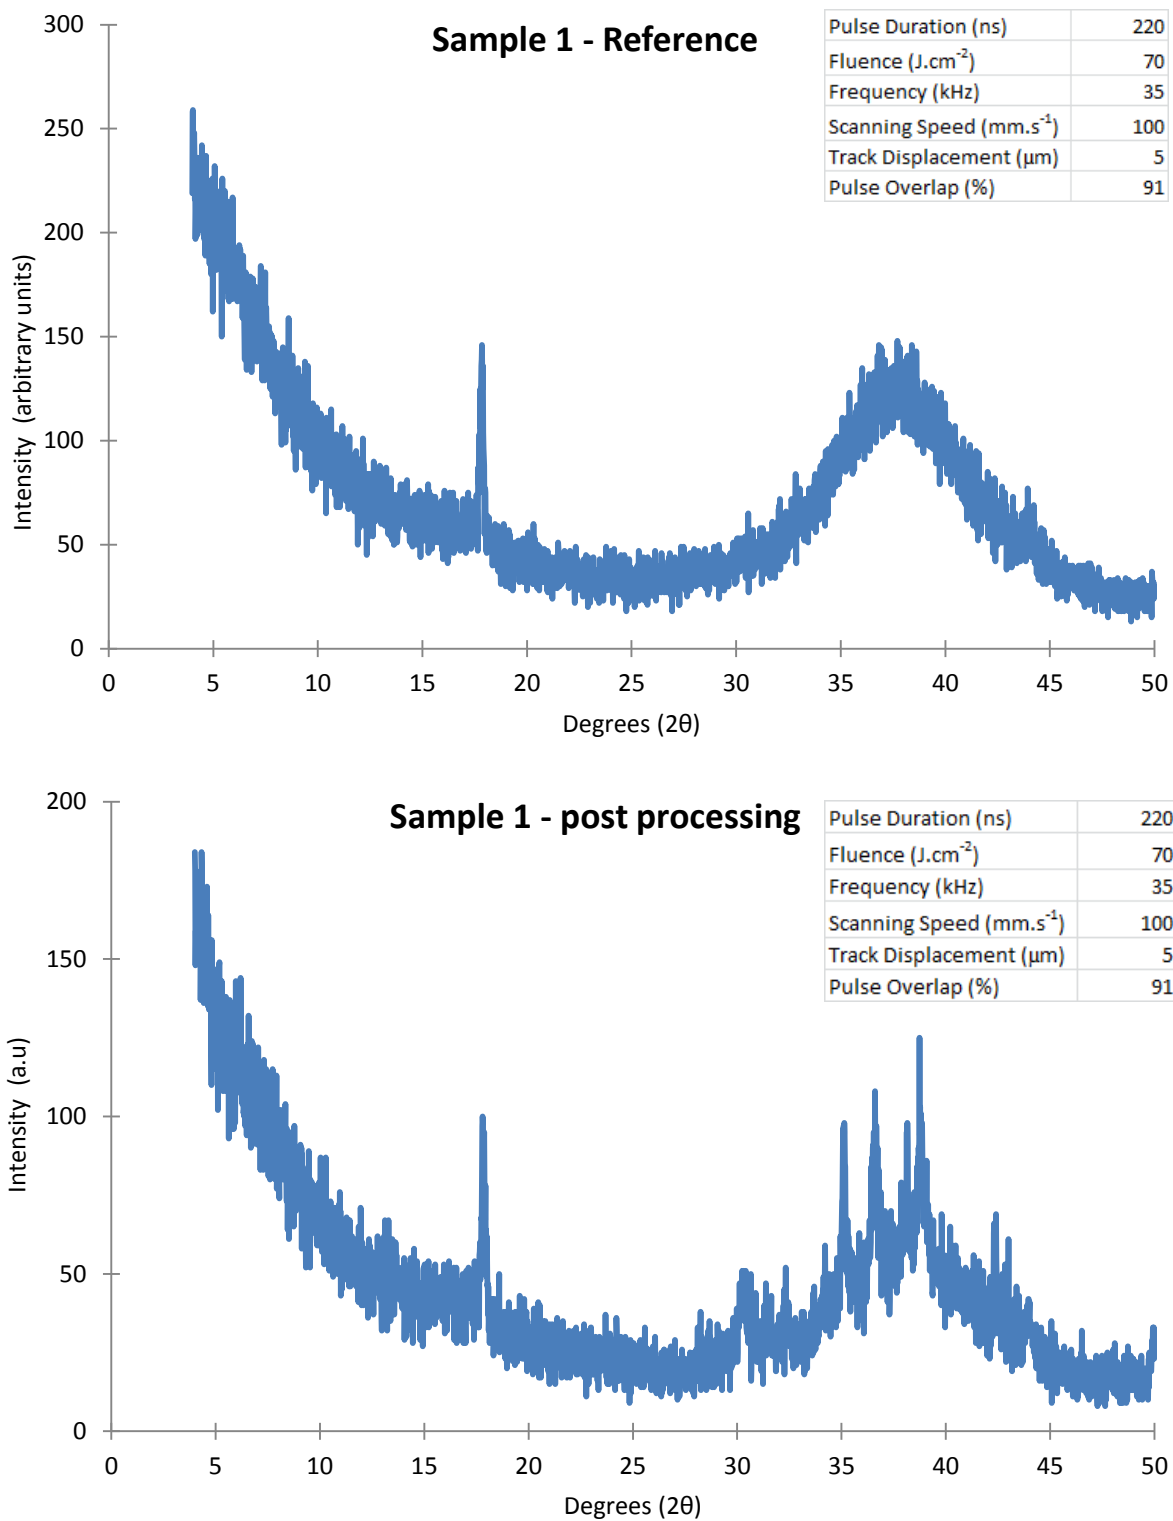 Sample 1 - Reference
Pulse Duration (ns) 220
Fluence (J.cm⁻²) 70
Frequency (kHz) 35
Scanning Speed (mm.s⁻¹) 100
Track Displacement (µm) 5
Pulse Overlap (%) 91
Intensity (arbitrary units)
300
250
200
150
100
50
0
0 5 10 15 20 25 30 35 40 45 50
Degrees (2θ)
Sample 1 - post processing
Pulse Duration (ns) 220
Fluence (J.cm⁻²) 70
Frequency (kHz) 35
Scanning Speed (mm.s⁻¹) 100
Track Displacement (µm) 5
Pulse Overlap (%) 91
Intensity (a.u)
200
150
100
50
0
0 5 10 15 20 25 30 35 40 45 50
Degrees (2θ)